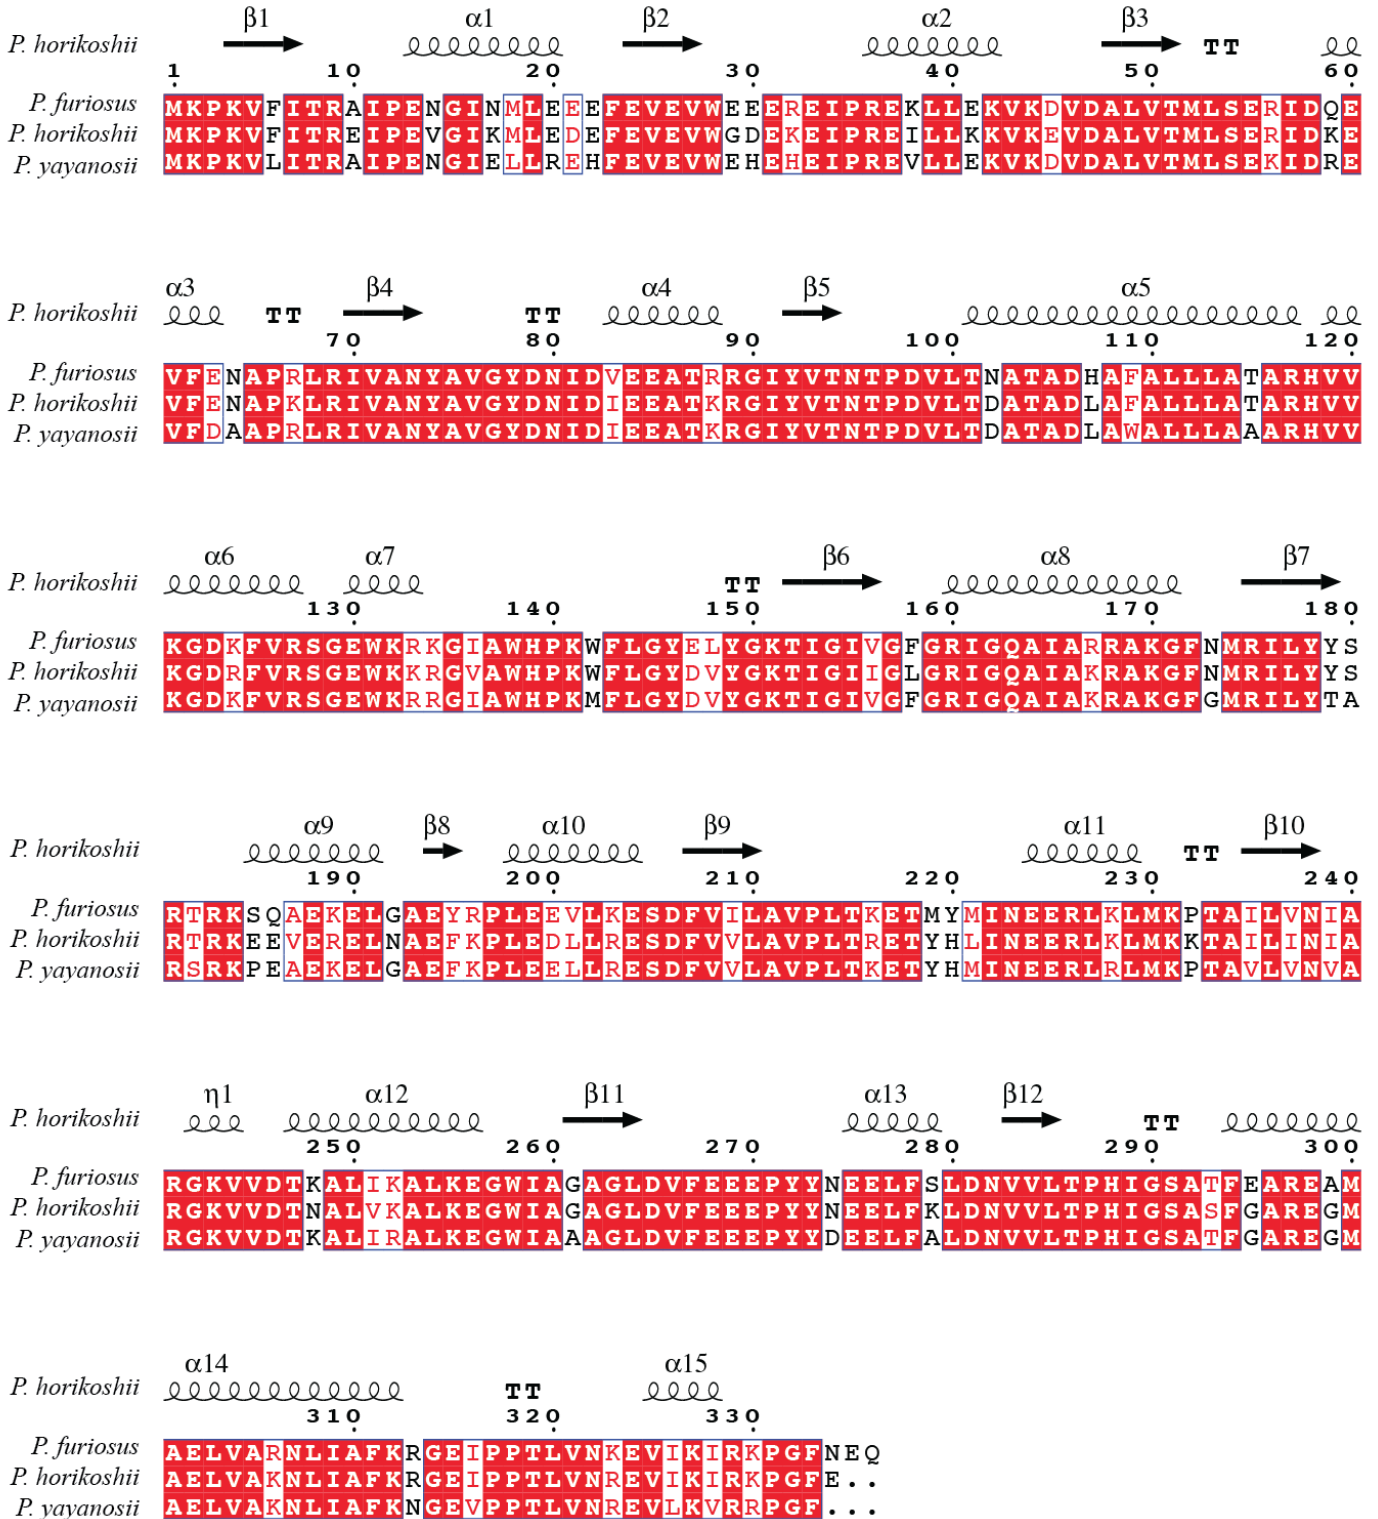 β1 α1 β2 α2 β3
P. horikoshii TT
1 10 20 30 40 50 60
P. furiosus MKPKVFITRAIPENGINMLEEEFEVEVWEEEREIPREKLLEKVKDVDALVTMLSERIDQE
P. horikoshii MKPKVFITREIPEVGIKMLEDEFEVEVWGDEKEIPREILLKKVKEVDALVTMLSERIDKE
P. yayanosii MKPKVLITRAIPENGIELLREHFEVEVWEHEHEIPREVLLEKVKDVDALVTMLSEKIDRE
α3 β4 α4 β5 α5
P. horikoshii TT TT
70 80 90 100 110 120
P. furiosus VFENAPRLRIVANYAVGYDNIDVEEATRRGIYVTNTPDVLTNATADHAFALLLATARHVV
P. horikoshii VFENAPKLRIVANYAVGYDNIDIEEATKRGIYVTNTPDVLTDATADLAFALLLATARHVV
P. yayanosii VFDAAPRLRIVANYAVGYDNIDIEEATKRGIYVTNTPDVLTDATADLAWALLLAAARHVV
α6 α7 β6 α8 β7
P. horikoshii TT
130 140 150 160 170 180
P. furiosus KGDKFVRSGEWKRKGIAWHPKWFLGYELYGKTIGIVGFGRIGQAIARRAKGFNMRILYYS
P. horikoshii KGDRFVRSGEWKKRGVAWHPKWFLGYDVYGKTIGIIGLGRIGQAIAKRAKGFNMRILYYS
P. yayanosii KGDKFVRSGEWKRRGIAWHPKMFLGYDVYGKTIGIVGFGRIGQAIAKRAKGFGMRILYTA
α9 β8 α10 β9 α11 β10
P. horikoshii TT
190 200 210 220 230 240
P. furiosus RTRKSQAEKELGAEYRPLEEVLKESDFVILAVPLTKETMYMINEERLKLMKPTAILVNIA
P. horikoshii RTRKEEVERELNAEFKPLEDLLRESDFVVLAVPLTRETYHLINEERLKLMKKTAILINIA
P. yayanosii RSRKPEAEKELGAEFKPLEELLRESDFVVLAVPLTKETYHMINEERLRLMKPTAVLVNVA
η1 α12 β11 α13 β12
P. horikoshii TT
250 260 270 280 290 300
P. furiosus RGKVVDTKALIKALKEGWIAGAGLDVFEEEPYYNEELFSLDNVVLTPHIGSATFEAREAM
P. horikoshii RGKVVDTNALVKALKEGWIAGAGLDVFEEEPYYNEELFKLDNVVLTPHIGSASFGAREGM
P. yayanosii RGKVVDTKALIRALKEGWIAAAGLDVFEEEPYYDEELFALDNVVLTPHIGSATFGAREGM
α14 α15
P. horikoshii TT
310 320 330
P. furiosus AELVARNLIAFKRGEIPPTLVNKEVIKIRKPGFNEQ
P. horikoshii AELVAKNLIAFKRGEIPPTLVNREVIKIRKPGFE..
P. yayanosii AELVAKNLIAFKNGEVPPTLVNREVLKVRRPGF...